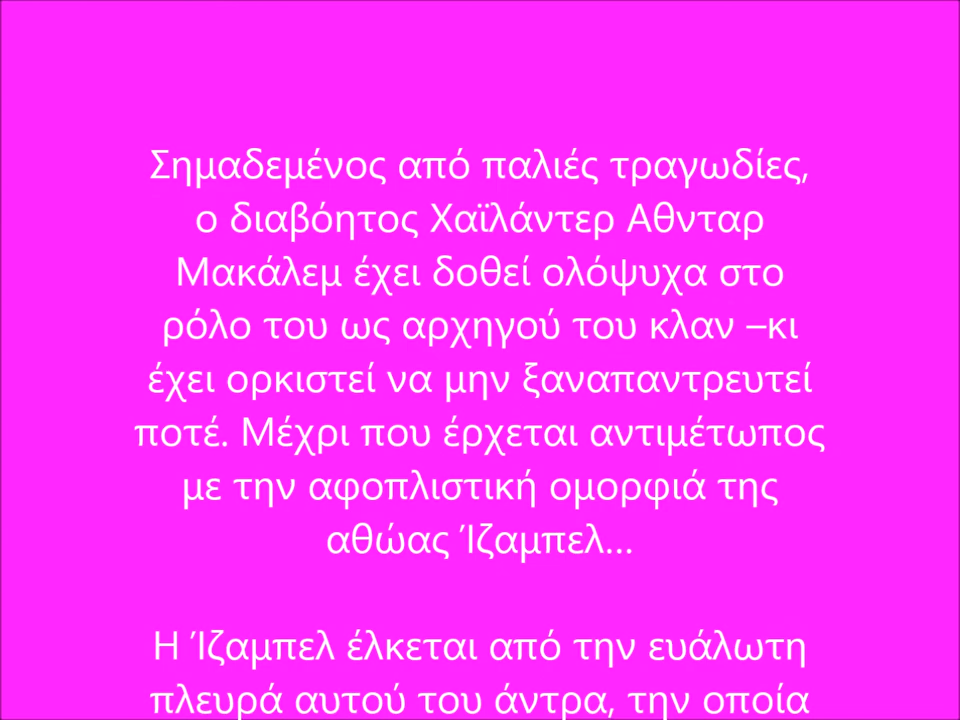 Σημαδεμένος από παλιές τραγωδίες,
ο διαβόητος Χαϊλάντερ Αθνταρ
Μακάλεμ έχει δοθεί ολόψυχα στο
ρόλο του ως αρχηγού του κλαν –κι
έχει ορκιστεί να μην ξαναπαντρευτεί
ποτέ. Μέχρι που έρχεται αντιμέτωπος
με την αφοπλιστική ομορφιά της
αθώας Ίζαμπελ…
Η Ίζαμπελ έλκεται από την ευάλωτη
πλευρά αυτού του άντρα, την οποία